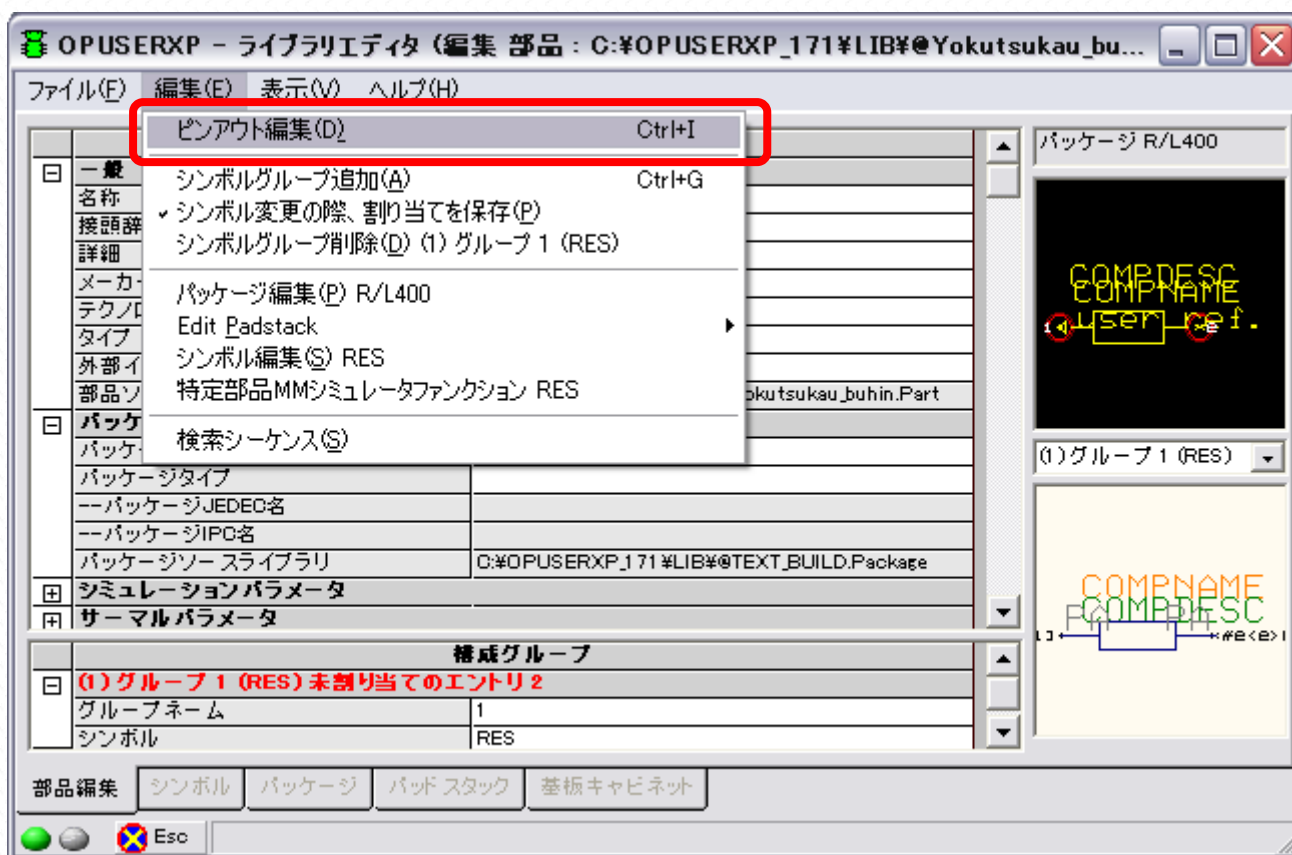 OPUSERXP - ライブラリエディタ (編集 部品 : C:¥OPUSERXP_171¥LIB¥@Yokutsukau_bu...
ファイル(F) 編集(E) 表示(V) ヘルプ(H)
ピンアウト編集(D) Ctrl+I
シンボルグループ追加(A) Ctrl+G
シンボル変更の際、割り当てを保存(P)
シンボルグループ削除(D) (1) グループ 1 (RES)
パッケージ編集(P) R/L400
Edit Padstack
シンボル編集(S) RES
特定部品MMシミュレータファンクション RES
検索シーケンス(S)
一般
名称
接頭辞
詳細
メーカ
テクノロ
タイプ
外部イ
部品ソ
okutsukau_buhin.Part
パッケ
パッケ
パッケージタイプ
--パッケージJEDEC名
--パッケージIPC名
パッケージソースライブラリ C:¥OPUSERXP_171¥LIB¥@TEXT_BUILD.Package
シミュレーションパラメータ
サーマルパラメータ
構成グループ
(1) グループ 1 (RES) 未割り当てのエントリ 2
グループネーム 1
シンボル RES
パッケージ R/L400
COMPDESC
COMPNAME
user ref.
(1)グループ 1 (RES)
COMPNAME
COMPDESC
部品編集 シンボル パッケージ パッドスタック 基板キャビネット
Esc